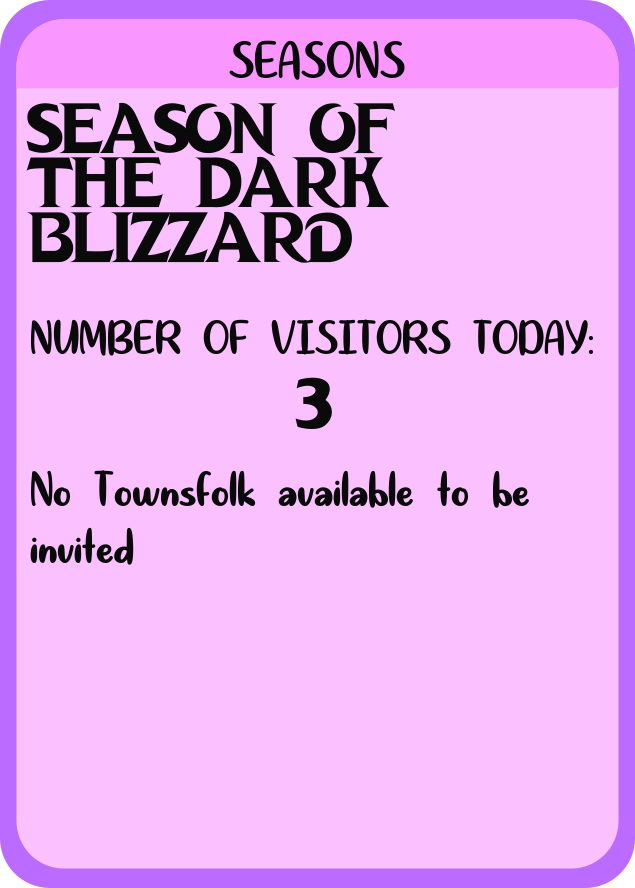 SEASONS
SEASON OF
THE DARK
BLIZZARD
NUMBER OF VISITORS TODAY:
3
No Townsfolk available to be
invited